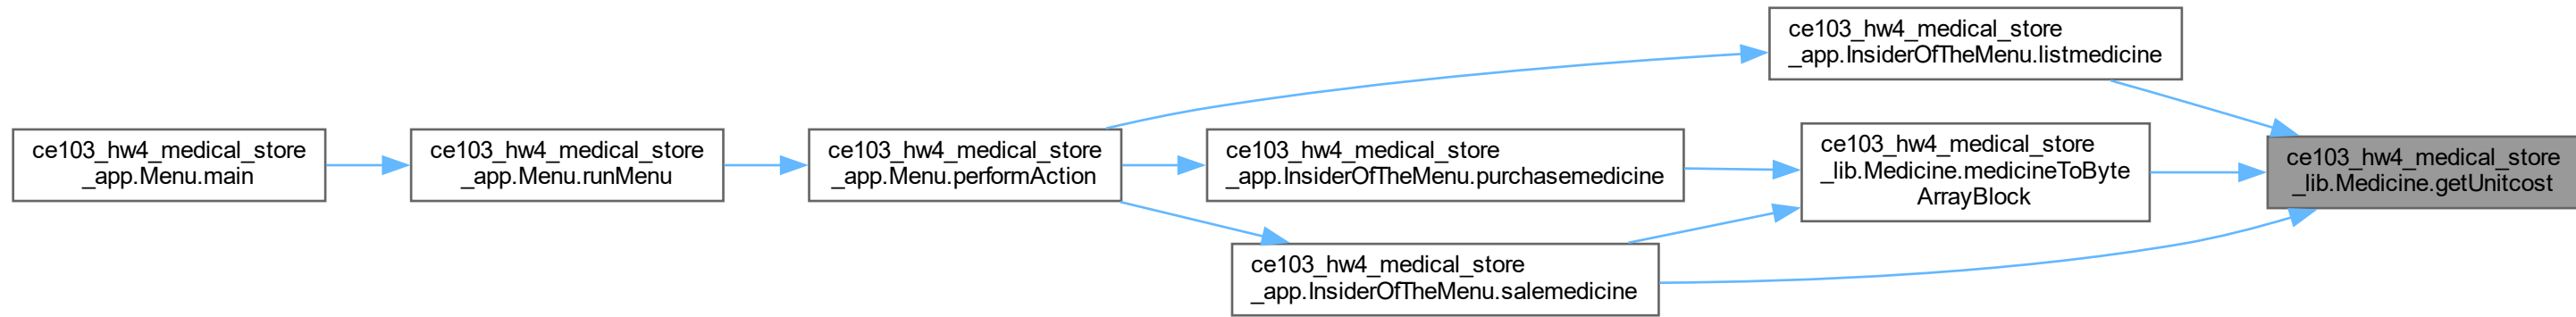 ce103_hw4_medical_store
_app.Menu.main
ce103_hw4_medical_store
_app.Menu.runMenu
ce103_hw4_medical_store
_app.Menu.performAction
ce103_hw4_medical_store
_app.InsiderOfTheMenu.listmedicine
ce103_hw4_medical_store
_app.InsiderOfTheMenu.purchasemedicine
ce103_hw4_medical_store
_app.InsiderOfTheMenu.salemedicine
ce103_hw4_medical_store
_lib.Medicine.medicineToByte
ArrayBlock
ce103_hw4_medical_store
_lib.Medicine.getUnitcost